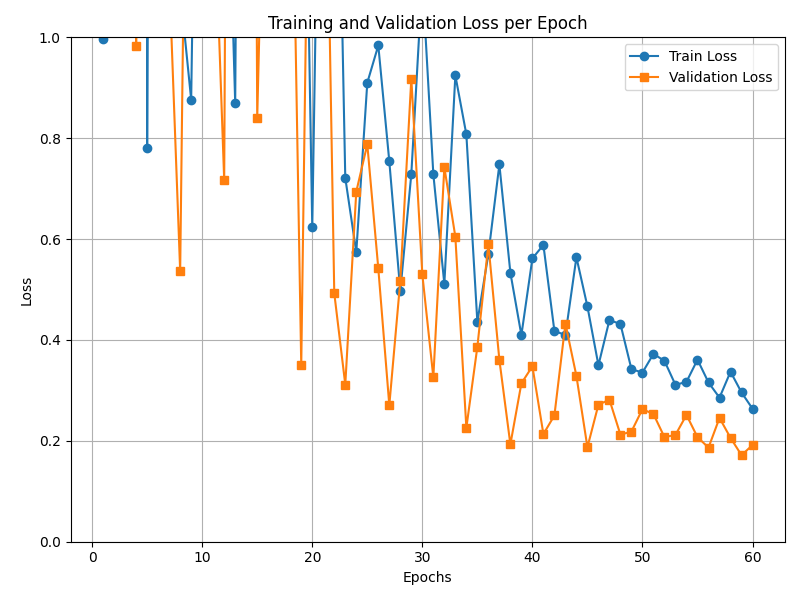 Training and Validation Loss per Epoch
Train Loss
Validation Loss
Loss
1.0
0.8
0.6
0.4
0.2
0.0
0 10 20 30 40 50 60
Epochs